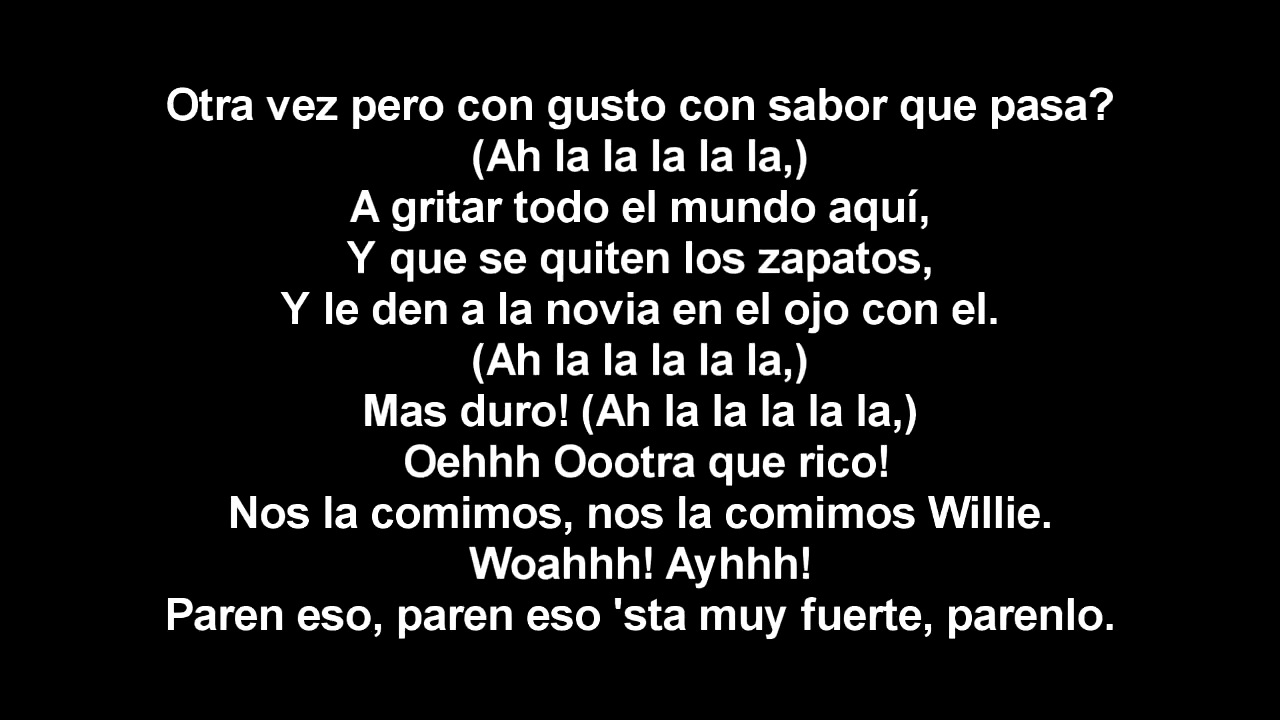 Otra vez pero con gusto con sabor que pasa?
(Ah la la la la la,)
A gritar todo el mundo aquí,
Y que se quiten los zapatos,
Y le den a la novia en el ojo con el.
(Ah la la la la la,)
Mas duro! (Ah la la la la la,)
Oehhh Oootra que rico!
Nos la comimos, nos la comimos Willie.
Woahhh! Ayhhh!
Paren eso, paren eso 'sta muy fuerte, parenlo.